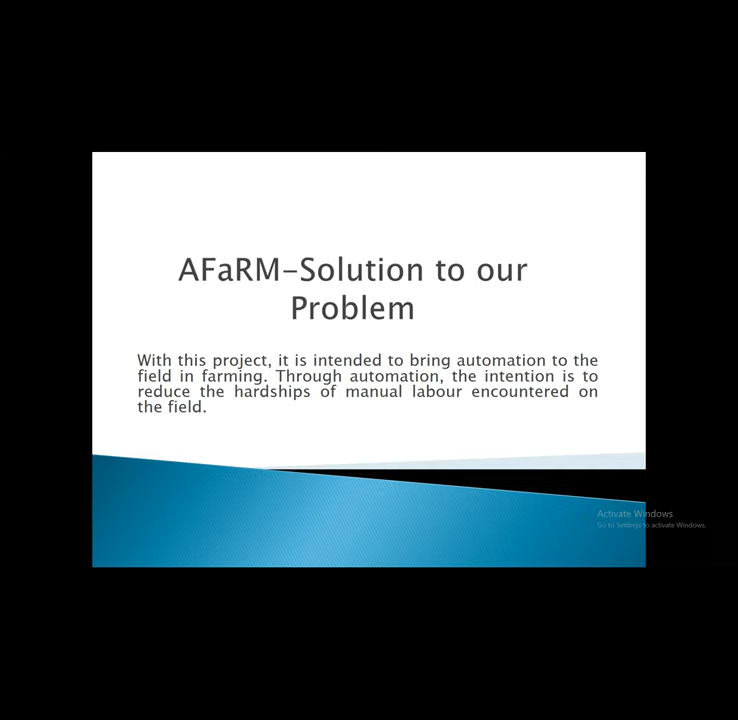 AFaRM-Solution to our
Problem
With this project, it is intended to bring automation to the
field in farming. Through automation, the intention is to
reduce the hardships of manual labour encountered on
the field.
Activate Windows
Go to Settings to activate Windows.